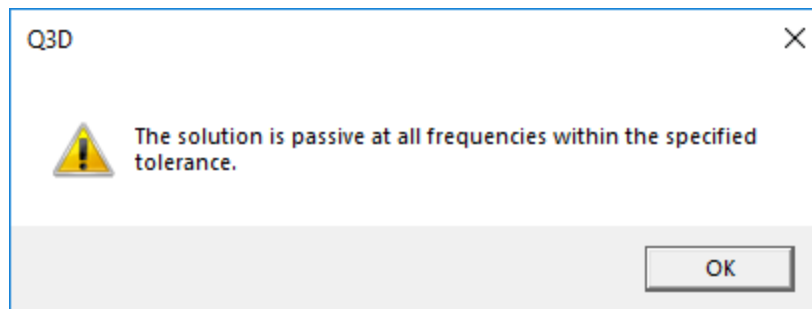 Q3D
The solution is passive at all frequencies within the specified
tolerance.
OK